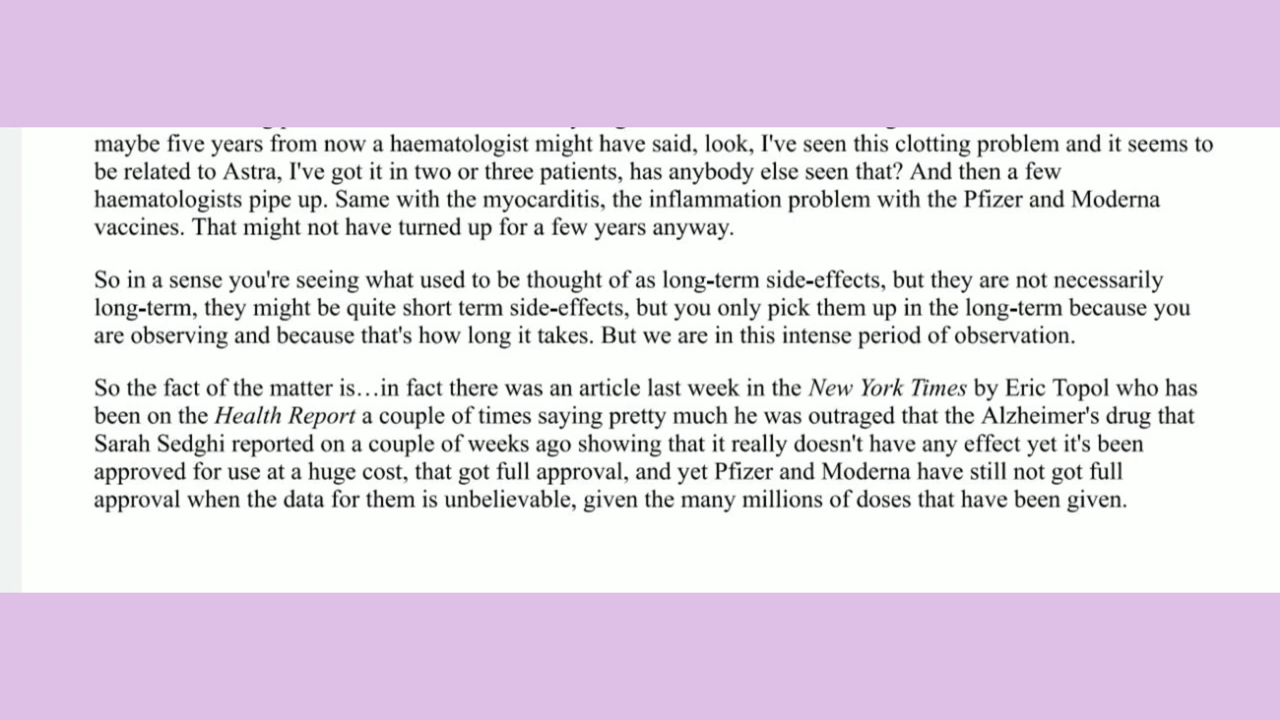 maybe five years from now a haematologist might have said, look, I've seen this clotting problem and it seems to
be related to Astra, I've got it in two or three patients, has anybody else seen that? And then a few
haematologists pipe up. Same with the myocarditis, the inflammation problem with the Pfizer and Moderna
vaccines. That might not have turned up for a few years anyway.
So in a sense you're seeing what used to be thought of as long-term side-effects, but they are not necessarily
long-term, they might be quite short term side-effects, but you only pick them up in the long-term because you
are observing and because that's how long it takes. But we are in this intense period of observation.
So the fact of the matter is…in fact there was an article last week in the New York Times by Eric Topol who has
been on the Health Report a couple of times saying pretty much he was outraged that the Alzheimer's drug that
Sarah Sedghi reported on a couple of weeks ago showing that it really doesn't have any effect yet it's been
approved for use at a huge cost, that got full approval, and yet Pfizer and Moderna have still not got full
approval when the data for them is unbelievable, given the many millions of doses that have been given.